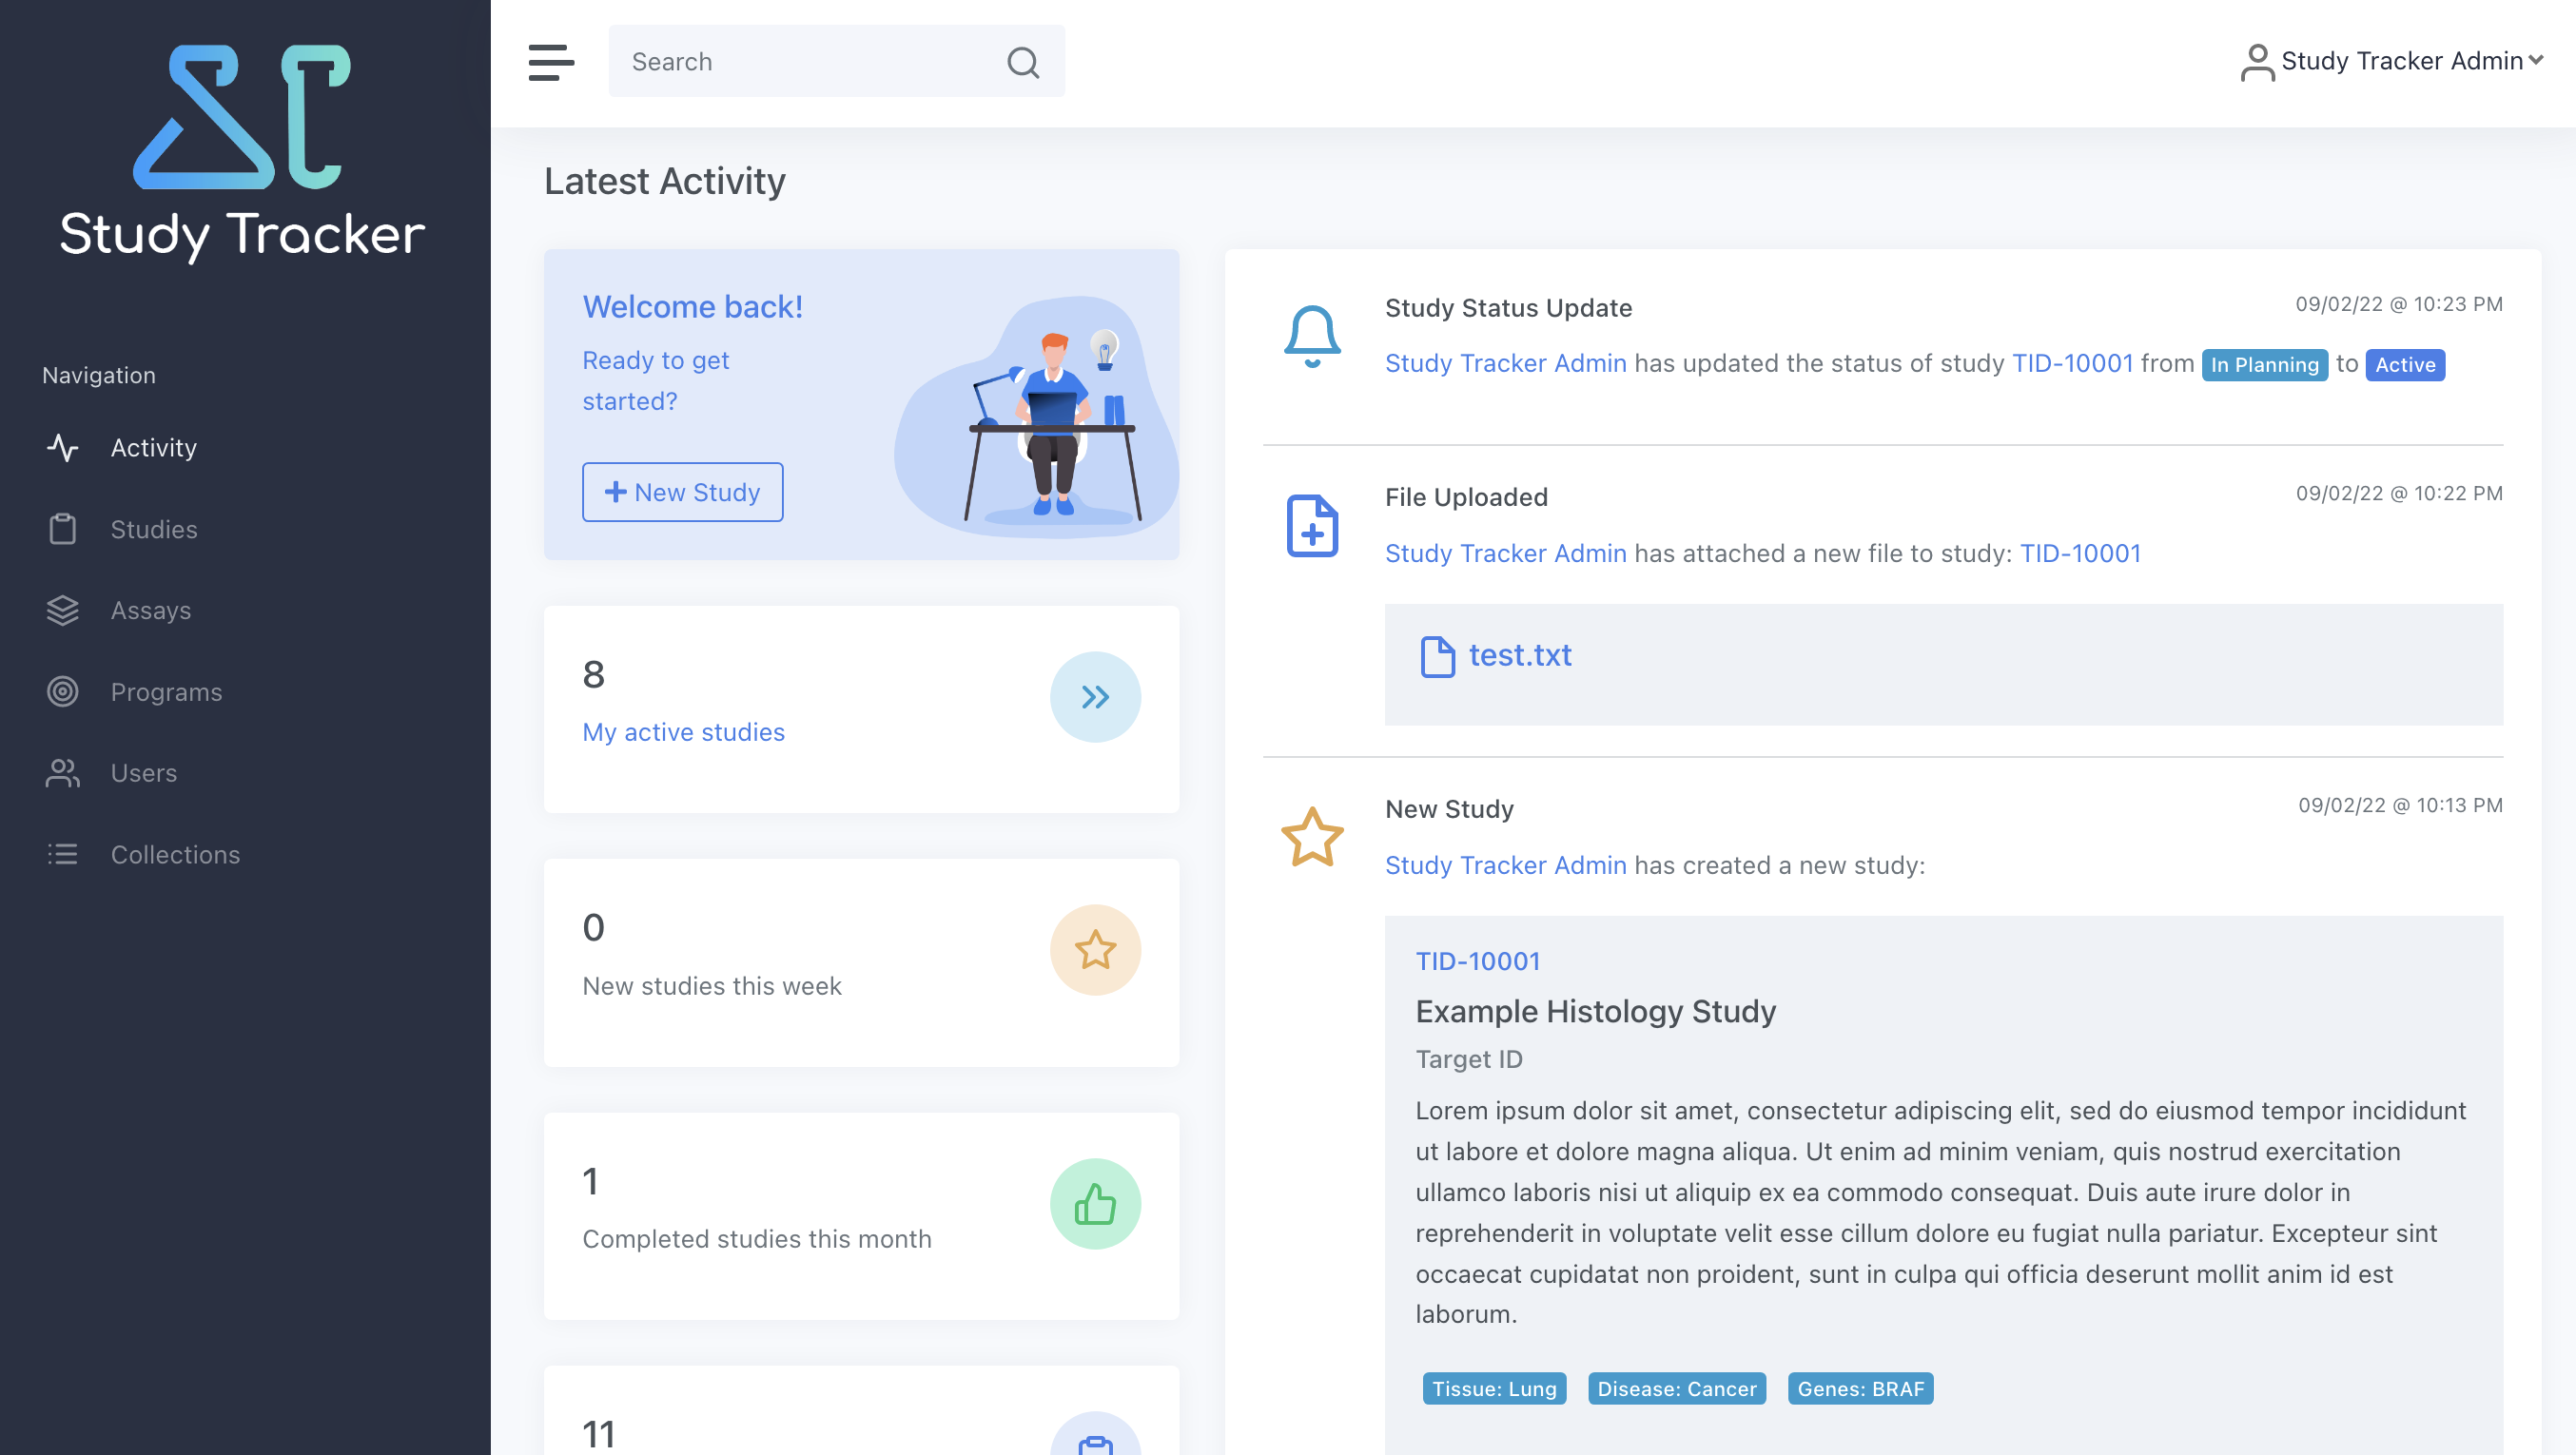 Study Tracker
Navigation
Activity
Studies
Assays
Programs
Users
Collections
Search
Study Tracker Admin
Latest Activity
Welcome back!
Ready to get
started?
New Study
8
My active studies
0
New studies this week
1
Completed studies this month
11
Study Status Update
09/02/22 @ 10:23 PM
Study Tracker Admin has updated the status of study TID-10001 from In Planning to Active
File Uploaded
09/02/22 @ 10:22 PM
Study Tracker Admin has attached a new file to study: TID-10001
test.txt
New Study
09/02/22 @ 10:13 PM
Study Tracker Admin has created a new study:
TID-10001
Example Histology Study
Target ID
Lorem ipsum dolor sit amet, consectetur adipiscing elit, sed do eiusmod tempor incididunt
ut labore et dolore magna aliqua. Ut enim ad minim veniam, quis nostrud exercitation
ullamco laboris nisi ut aliquip ex ea commodo consequat. Duis aute irure dolor in
reprehenderit in voluptate velit esse cillum dolore eu fugiat nulla pariatur. Excepteur sint
occaecat cupidatat non proident, sunt in culpa qui officia deserunt mollit anim id est
laborum.
Tissue: Lung
Disease: Cancer
Genes: BRAF